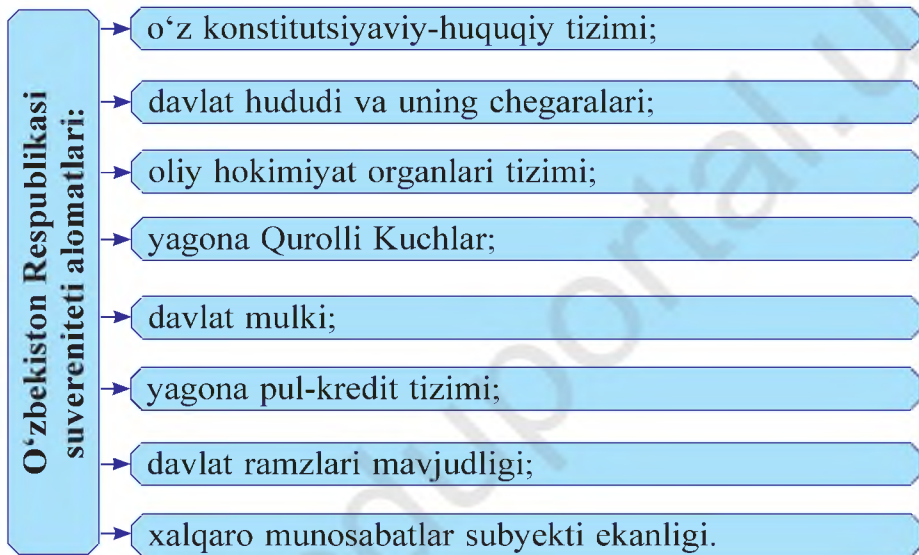 O‘zbekiston Respublikasi
suvereniteti alomatlari:
o‘z konstitutsiyaviy-huquqiy tizimi;
davlat hududi va uning chegaralari;
oliy hokimiyat organlari tizimi;
yagona Qurolli Kuchlar;
davlat mulki;
yagona pul-kredit tizimi;
davlat ramzlari mavjudligi;
xalqaro munosabatlar subyekti ekanligi.
eduportal.u